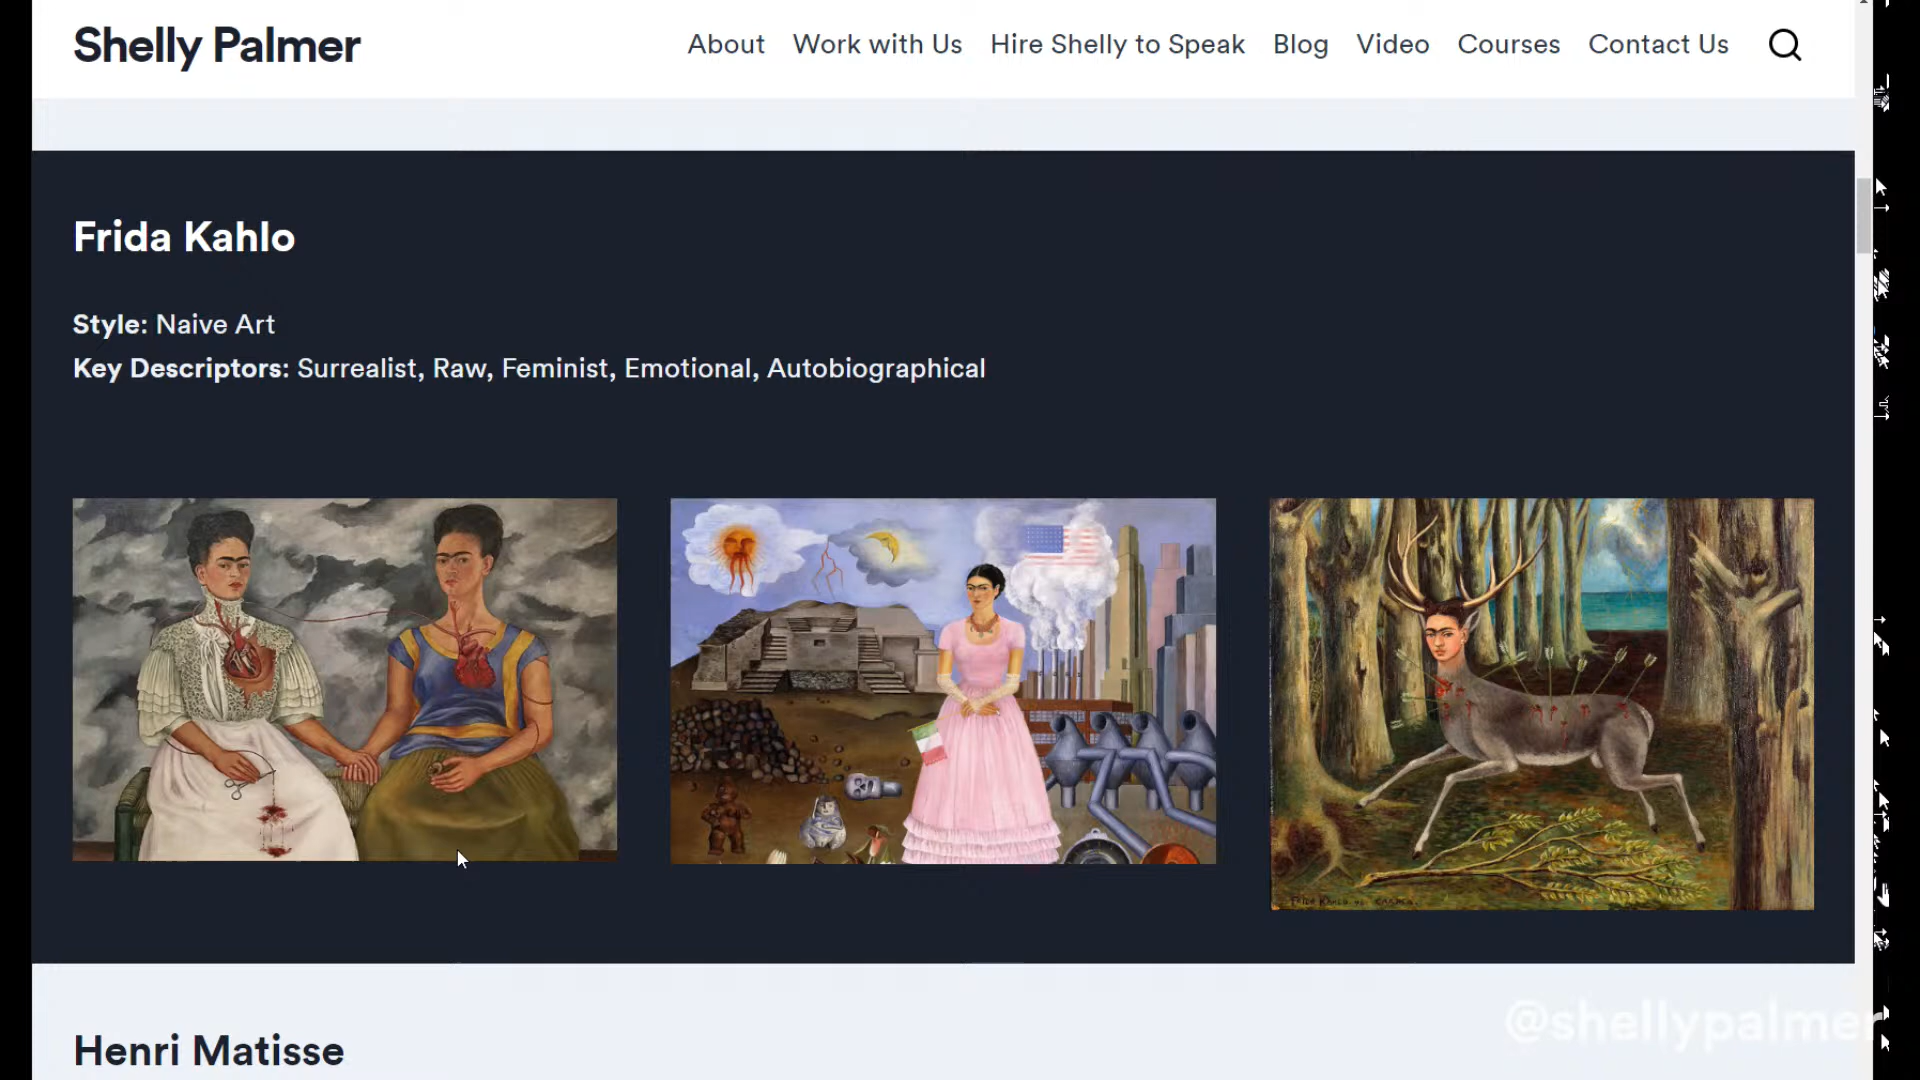 Shelly Palmer
About Work with Us Hire Shelly to Speak Blog Video Courses Contact Us
Frida Kahlo
Style: Naive Art
Key Descriptors: Surrealist, Raw, Feminist, Emotional, Autobiographical
Henri Matisse
@shellypalmer